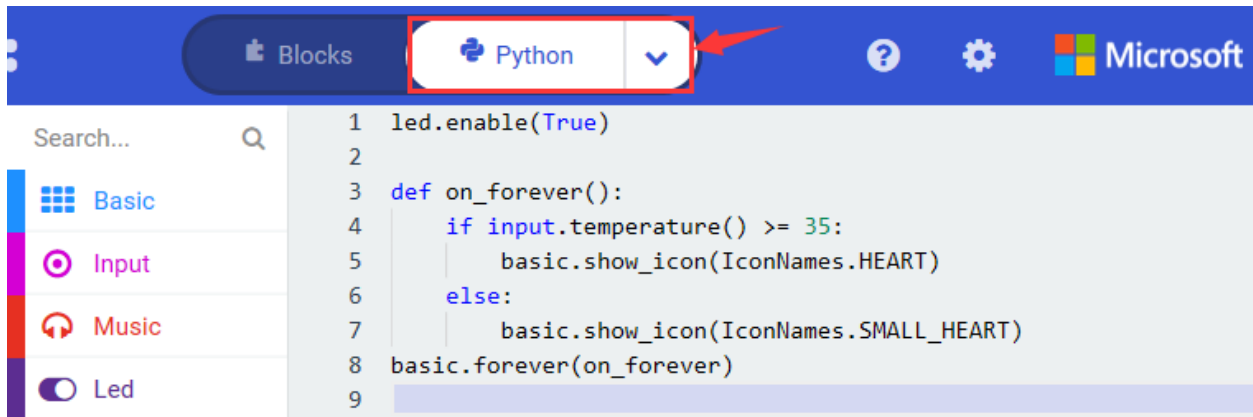 Blocks
Python
Microsoft
Search...
Basic
Input
Music
Led
1 led.enable(True)
2
3 def on_forever():
4     if input.temperature() >= 35:
5         basic.show_icon(IconNames.HEART)
6     else:
7         basic.show_icon(IconNames.SMALL_HEART)
8 basic.forever(on_forever)
9